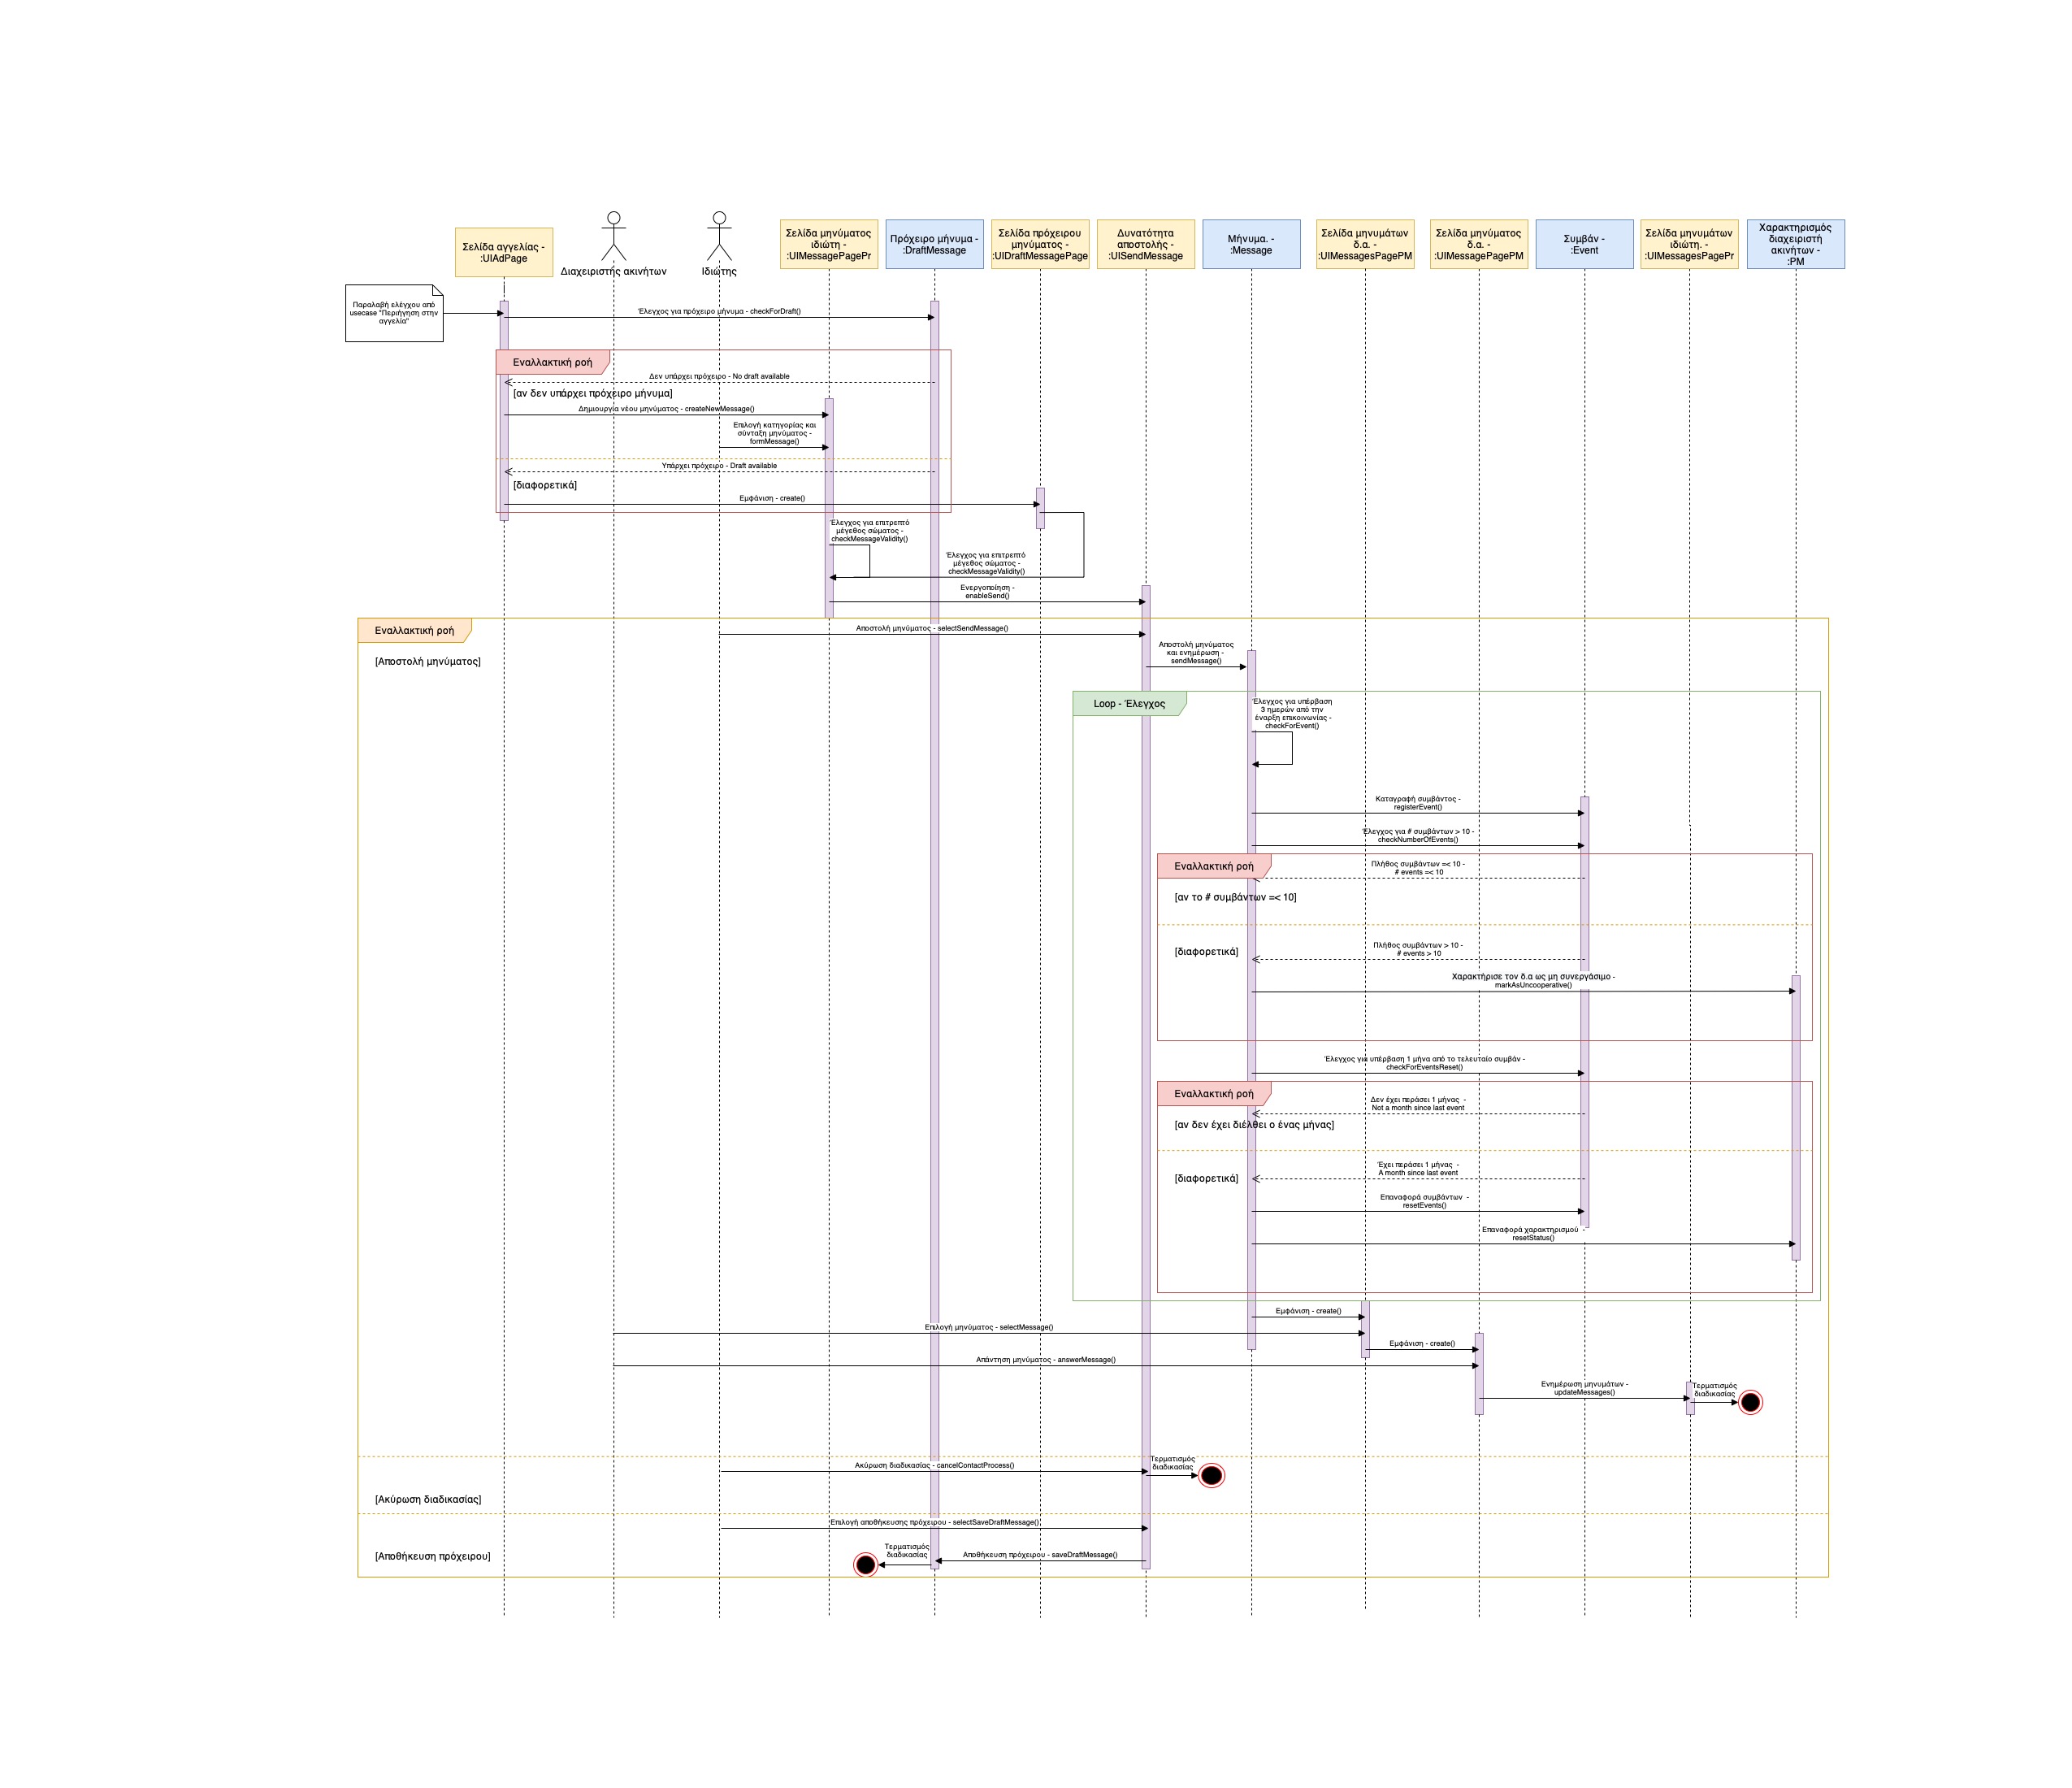 Σελίδα αγγελίας -
:UIAdPage
Διαχειριστής ακινήτων
Ιδιώτης
Σελίδα μηνύματος
ιδιώτη -
:UIMessagePagePr
Πρόχειρο μήνυμα -
:DraftMessage
Σελίδα πρόχειρου
μηνύματος -
:UIDraftMessagePage
Δυνατότητα
αποστολής -
:UISendMessage
Μήνυμα. -
:Message
Σελίδα μηνυμάτων
δ.α. -
:UIMessagesPagePM
Σελίδα μηνύματος
δ.α. -
:UIMessagePagePM
Συμβάν -
:Event
Σελίδα μηνυμάτων
ιδιώτη. -
:UIMessagesPagePr
Χαρακτηρισμός
διαχειριστή
ακινήτων -
:PM
Παραλαβή ελέγχου από
usecase "Περιήγηση στην
αγγελία"
Έλεγχος για πρόχειρο μήνυμα - checkForDraft()
Εναλλακτική ροή
Δεν υπάρχει πρόχειρο - No draft available
[αν δεν υπάρχει πρόχειρο μήνυμα]
Δημιουργία νέου μηνύματος - createNewMessage()
Επιλογή κατηγορίας και
σύνταξη μηνύματος -
formMessage()
Υπάρχει πρόχειρο - Draft available
[διαφορετικά]
Εμφάνιση - create()
Έλεγχος για επιτρεπτό
μέγεθος σώματος -
checkMessageValidity()
Έλεγχος για επιτρεπτό
μέγεθος σώματος -
checkMessageValidity()
Ενεργοποίηση -
enableSend()
Εναλλακτική ροή
Αποστολή μηνύματος - selectSendMessage()
[Αποστολή μηνύματος]
Αποστολή μηνύματος
και ενημέρωση -
sendMessage()
Loop - Έλεγχος
Έλεγχος για υπέρβαση
3 ημερών από την
έναρξη επικοινωνίας -
checkForEvent()
Καταγραφή συμβάντος -
registerEvent()
Έλεγχος για # συμβάντων > 10 -
checkNumberOfEvents()
Εναλλακτική ροή
Πλήθος συμβάντων =< 10 -
# events =< 10
[αν το # συμβάντων =< 10]
[διαφορετικά]
Πλήθος συμβάντων > 10 -
# events > 10
Χαρακτήρισε τον δ.α ως μη συνεργάσιμο -
markAsUncooperative()
Έλεγχος για υπέρβαση 1 μήνα από το τελευταίο συμβάν -
checkForEventsReset()
Εναλλακτική ροή
Δεν έχει περάσει 1 μήνας -
Not a month since last event
[αν δεν έχει διέλθει ο ένας μήνας]
Έχει περάσει 1 μήνας -
A month since last event
[διαφορετικά]
Επαναφορά συμβάντων -
resetEvents()
Επαναφορά χαρακτηρισμού -
resetStatus()
Εμφάνιση - create()
Επιλογή μηνύματος - selectMessage()
Εμφάνιση - create()
Απάντηση μηνύματος - answerMessage()
Ενημέρωση μηνυμάτων -
updateMessages()
Τερματισμός
διαδικασίας
Ακύρωση διαδικασίας - cancelContactProcess()
Τερματισμός
διαδικασίας
[Ακύρωση διαδικασίας]
Επιλογή αποθήκευσης πρόχειρου - selectSaveDraftMessage()
[Αποθήκευση πρόχειρου]
Τερματισμός
διαδικασίας
Αποθήκευση πρόχειρου - saveDraftMessage()